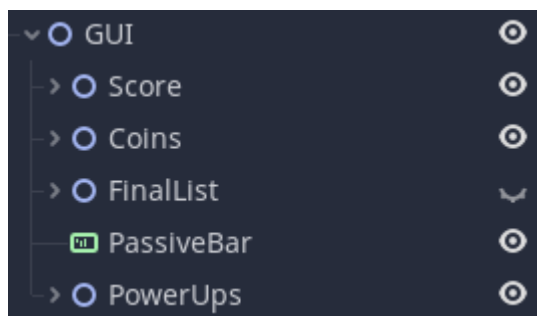 GUI
Score
Coins
FinalList
PassiveBar
PowerUps